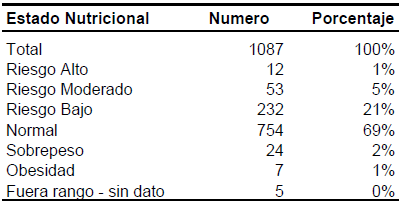 Estado Nutricional Numero Porcentaje
Total 1087 100%
Riesgo Alto 12 1%
Riesgo Moderado 53 5%
Riesgo Bajo 232 21%
Normal 754 69%
Sobrepeso 24 2%
Obesidad 7 1%
Fuera rango - sin dato 5 0%